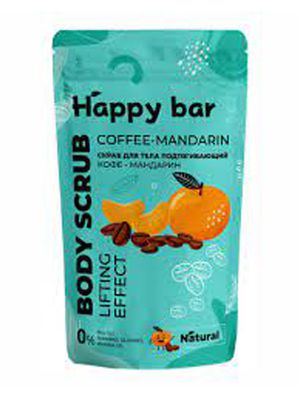 Happy bar
COFFEE-MANDARIN
СКРАБ ДЛЯ ТЕЛА ПОДТЯГИВАЮЩИЙ
КОФЕ - МАНДАРИН
BODY SCRUB
LIFTING
EFFECT
0%
Natural